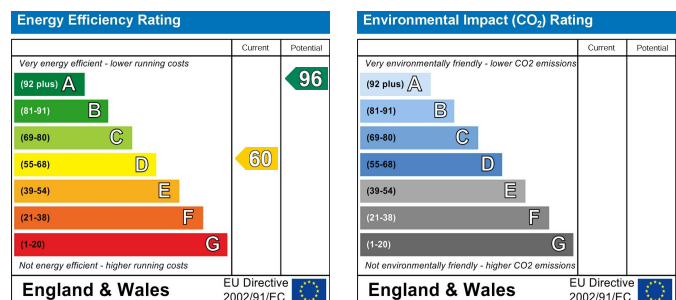 Energy Efficiency Rating
Current Potential
Very energy efficient - lower running costs
(92 plus) A
96
(81-91) B
(69-80) C
(55-68) D
60
(39-54) E
(21-38) F
(1-20) G
Not energy efficient - higher running costs
England & Wales
EU Directive
2002/91/EC
Environmental Impact (CO2) Rating
Current Potential
Very environmentally friendly - lower CO2 emissions
(92 plus) A
(81-91) B
(69-80) C
(55-68) D
(39-54) E
(21-38) F
(1-20) G
Not environmentally friendly - higher CO2 emissions
England & Wales
EU Directive
2002/91/EC